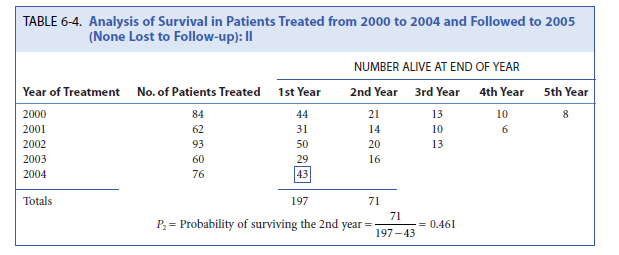 TABLE 6-4. Analysis of Survival in Patients Treated from 2000 to 2004 and Followed to 2005
(None Lost to Follow-up): II
NUMBER ALIVE AT END OF YEAR
Year of Treatment No. of Patients Treated 1st Year 2nd Year 3rd Year 4th Year 5th Year
2000 84 44 21 13 10 8
2001 62 31 14 10 6
2002 93 50 20 13
2003 60 29 16
2004 76 43
Totals 197 71
P₂ = Probability of surviving the 2nd year = 71 / 197 – 43 = 0.461